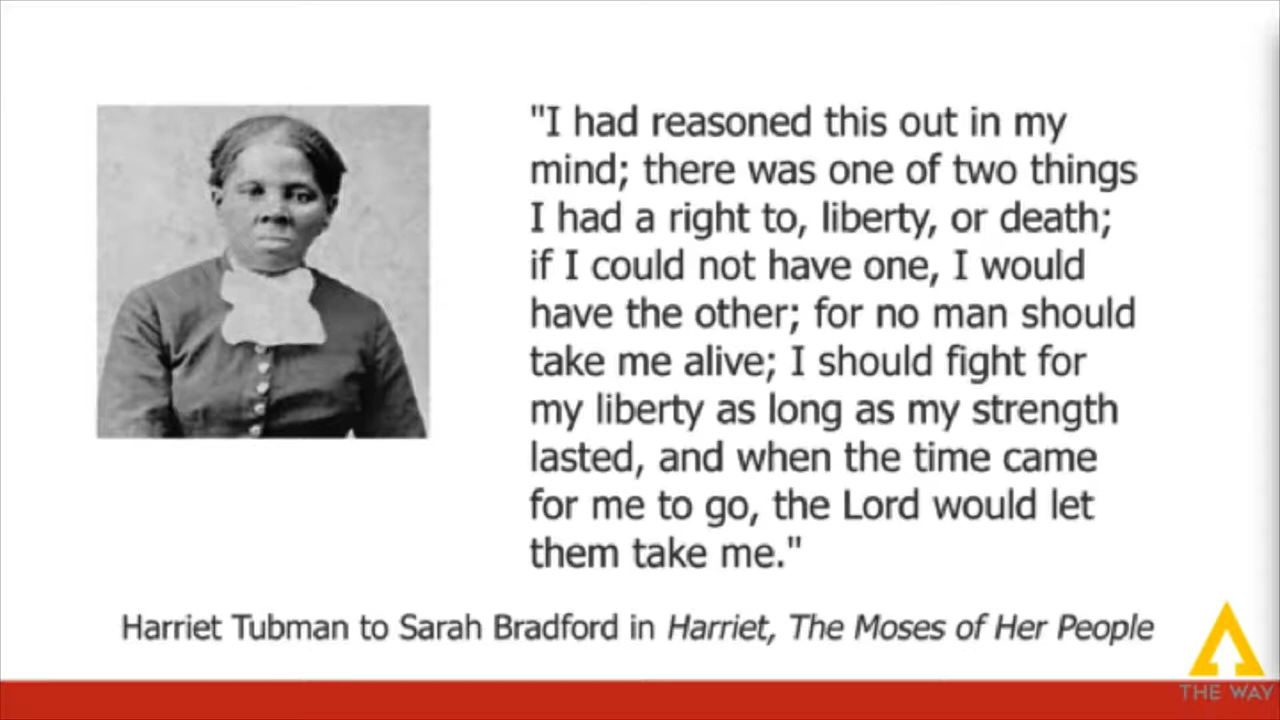 "I had reasoned this out in my
mind; there was one of two things
I had a right to, liberty, or death;
if I could not have one, I would
have the other; for no man should
take me alive; I should fight for
my liberty as long as my strength
lasted, and when the time came
for me to go, the Lord would let
them take me."
Harriet Tubman to Sarah Bradford in Harriet, The Moses of Her People
THE WAY